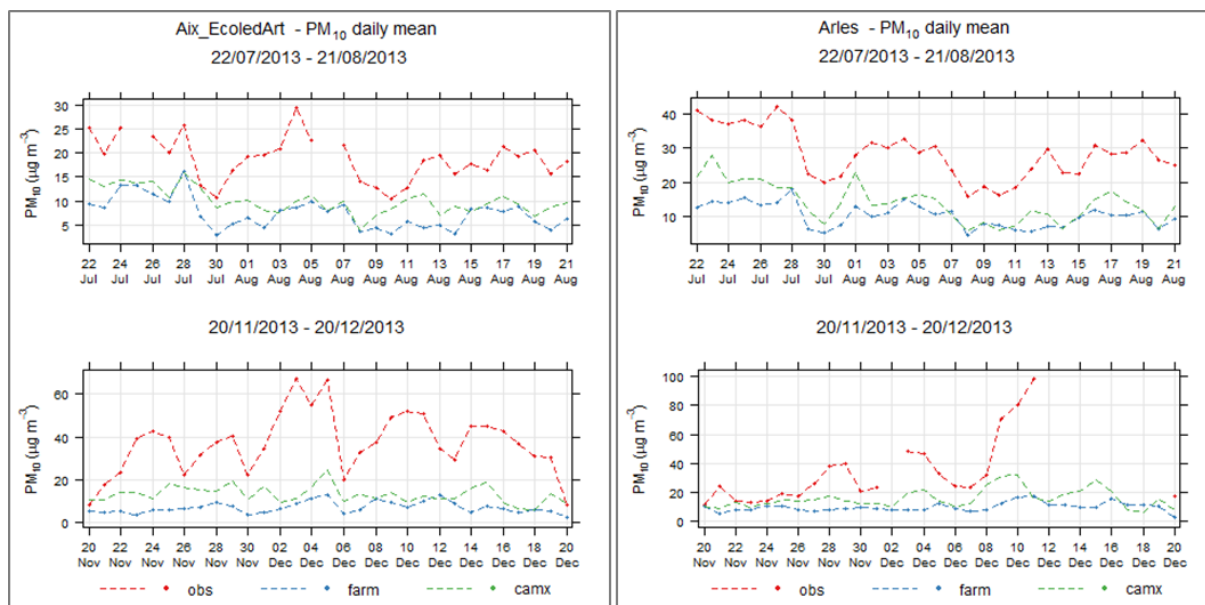 Aix_EcoledArt - PM10 daily mean
22/07/2013 - 21/08/2013
PM10 (µg m−3)
30
25
20
15
10
5
22 24 26 28 30 01 03 05 07 09 11 13 15 17 19 21
Jul Jul Jul Jul Jul Aug Aug Aug Aug Aug Aug Aug Aug Aug Aug Aug
20/11/2013 - 20/12/2013
PM10 (µg m−3)
60
40
20
0
20 22 24 26 28 30 02 04 06 08 10 12 14 16 18 20
Nov Nov Nov Nov Nov Nov Dec Dec Dec Dec Dec Dec Dec Dec Dec Dec
obs farm camx
Arles - PM10 daily mean
22/07/2013 - 21/08/2013
PM10 (µg m−3)
40
30
20
10
22 24 26 28 30 01 03 05 07 09 11 13 15 17 19 21
Jul Jul Jul Jul Jul Aug Aug Aug Aug Aug Aug Aug Aug Aug Aug Aug
20/11/2013 - 20/12/2013
PM10 (µg m−3)
100
80
60
40
20
0
20 22 24 26 28 30 02 04 06 08 10 12 14 16 18 20
Nov Nov Nov Nov Nov Nov Dec Dec Dec Dec Dec Dec Dec Dec Dec Dec
obs farm camx